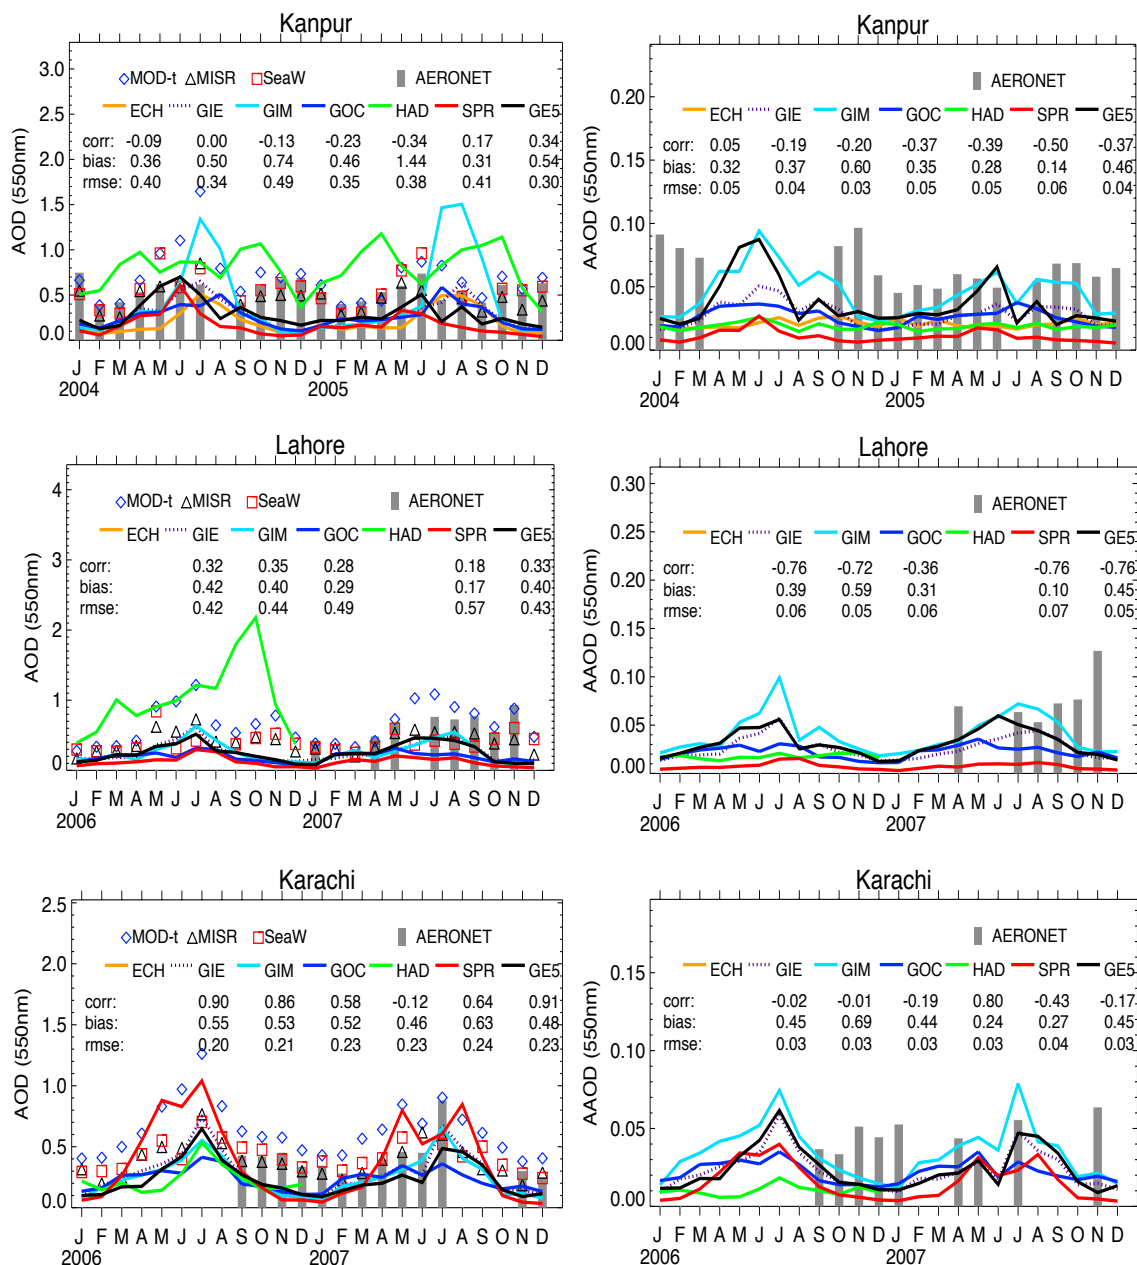 Kanpur
3.0
2.5
2.0
1.5
1.0
0.5
0.0
AOD (550nm)
MOD-t MISR SeaW AERONET
ECH GIE GIM GOC HAD SPR GE5
corr: -0.09 0.00 -0.13 -0.23 -0.34 0.17 0.34
bias: 0.36 0.50 0.74 0.46 1.44 0.31 0.54
rmse: 0.40 0.34 0.49 0.35 0.38 0.41 0.30
J F M A M J J A S O N D J F M A M J J A S O N D
2004 2005
Kanpur
0.20
0.15
0.10
0.05
0.00
AAOD (550nm)
AERONET
ECH GIE GIM GOC HAD SPR GE5
corr: 0.05 -0.19 -0.20 -0.37 -0.39 -0.50 -0.37
bias: 0.32 0.37 0.60 0.35 0.28 0.14 0.46
rmse: 0.05 0.04 0.03 0.05 0.05 0.06 0.04
J F M A M J J A S O N D J F M A M J J A S O N D
2004 2005
Lahore
4
3
2
1
0
AOD (550nm)
MOD-t MISR SeaW AERONET
ECH GIE GIM GOC HAD SPR GE5
corr: 0.32 0.35 0.28 0.18 0.33
bias: 0.42 0.40 0.29 0.17 0.40
rmse: 0.42 0.44 0.49 0.57 0.43
J F M A M J J A S O N D J F M A M J J A S O N D
2006 2007
Lahore
0.30
0.25
0.20
0.15
0.10
0.05
0.00
AAOD (550nm)
AERONET
ECH GIE GIM GOC HAD SPR GE5
corr: -0.76 -0.72 -0.36 -0.76 -0.76
bias: 0.39 0.59 0.31 0.10 0.45
rmse: 0.06 0.05 0.06 0.07 0.05
J F M A M J J A S O N D J F M A M J J A S O N D
2006 2007
Karachi
2.5
2.0
1.5
1.0
0.5
0.0
AOD (550nm)
MOD-t MISR SeaW AERONET
ECH GIE GIM GOC HAD SPR GE5
corr: 0.90 0.86 0.58 -0.12 0.64 0.91
bias: 0.55 0.53 0.52 0.46 0.63 0.48
rmse: 0.20 0.21 0.23 0.23 0.24 0.23
J F M A M J J A S O N D J F M A M J J A S O N D
2006 2007
Karachi
0.15
0.10
0.05
0.00
AAOD (550nm)
AERONET
ECH GIE GIM GOC HAD SPR GE5
corr: -0.02 -0.01 -0.19 0.80 -0.43 -0.17
bias: 0.45 0.69 0.44 0.24 0.27 0.45
rmse: 0.03 0.03 0.03 0.03 0.04 0.03
J F M A M J J A S O N D J F M A M J J A S O N D
2006 2007